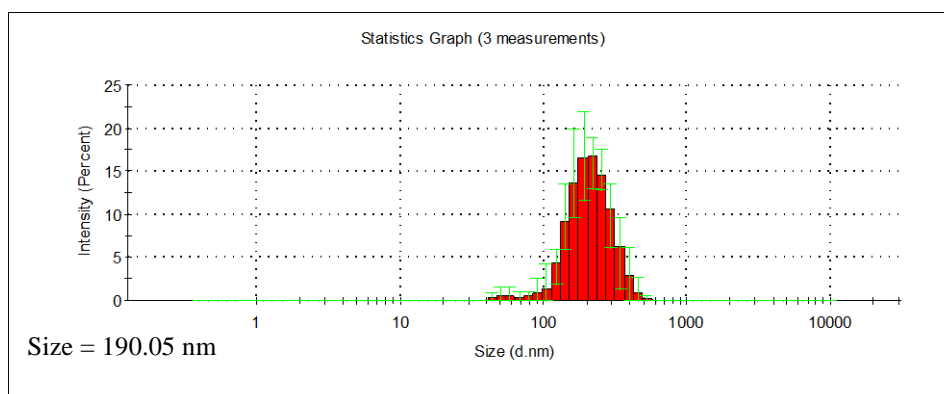 Statistics Graph (3 measurements)
25
20
15
10
5
0
Intensity (Percent)
1 10 100 1000 10000
Size (d.nm)
Size = 190.05 nm